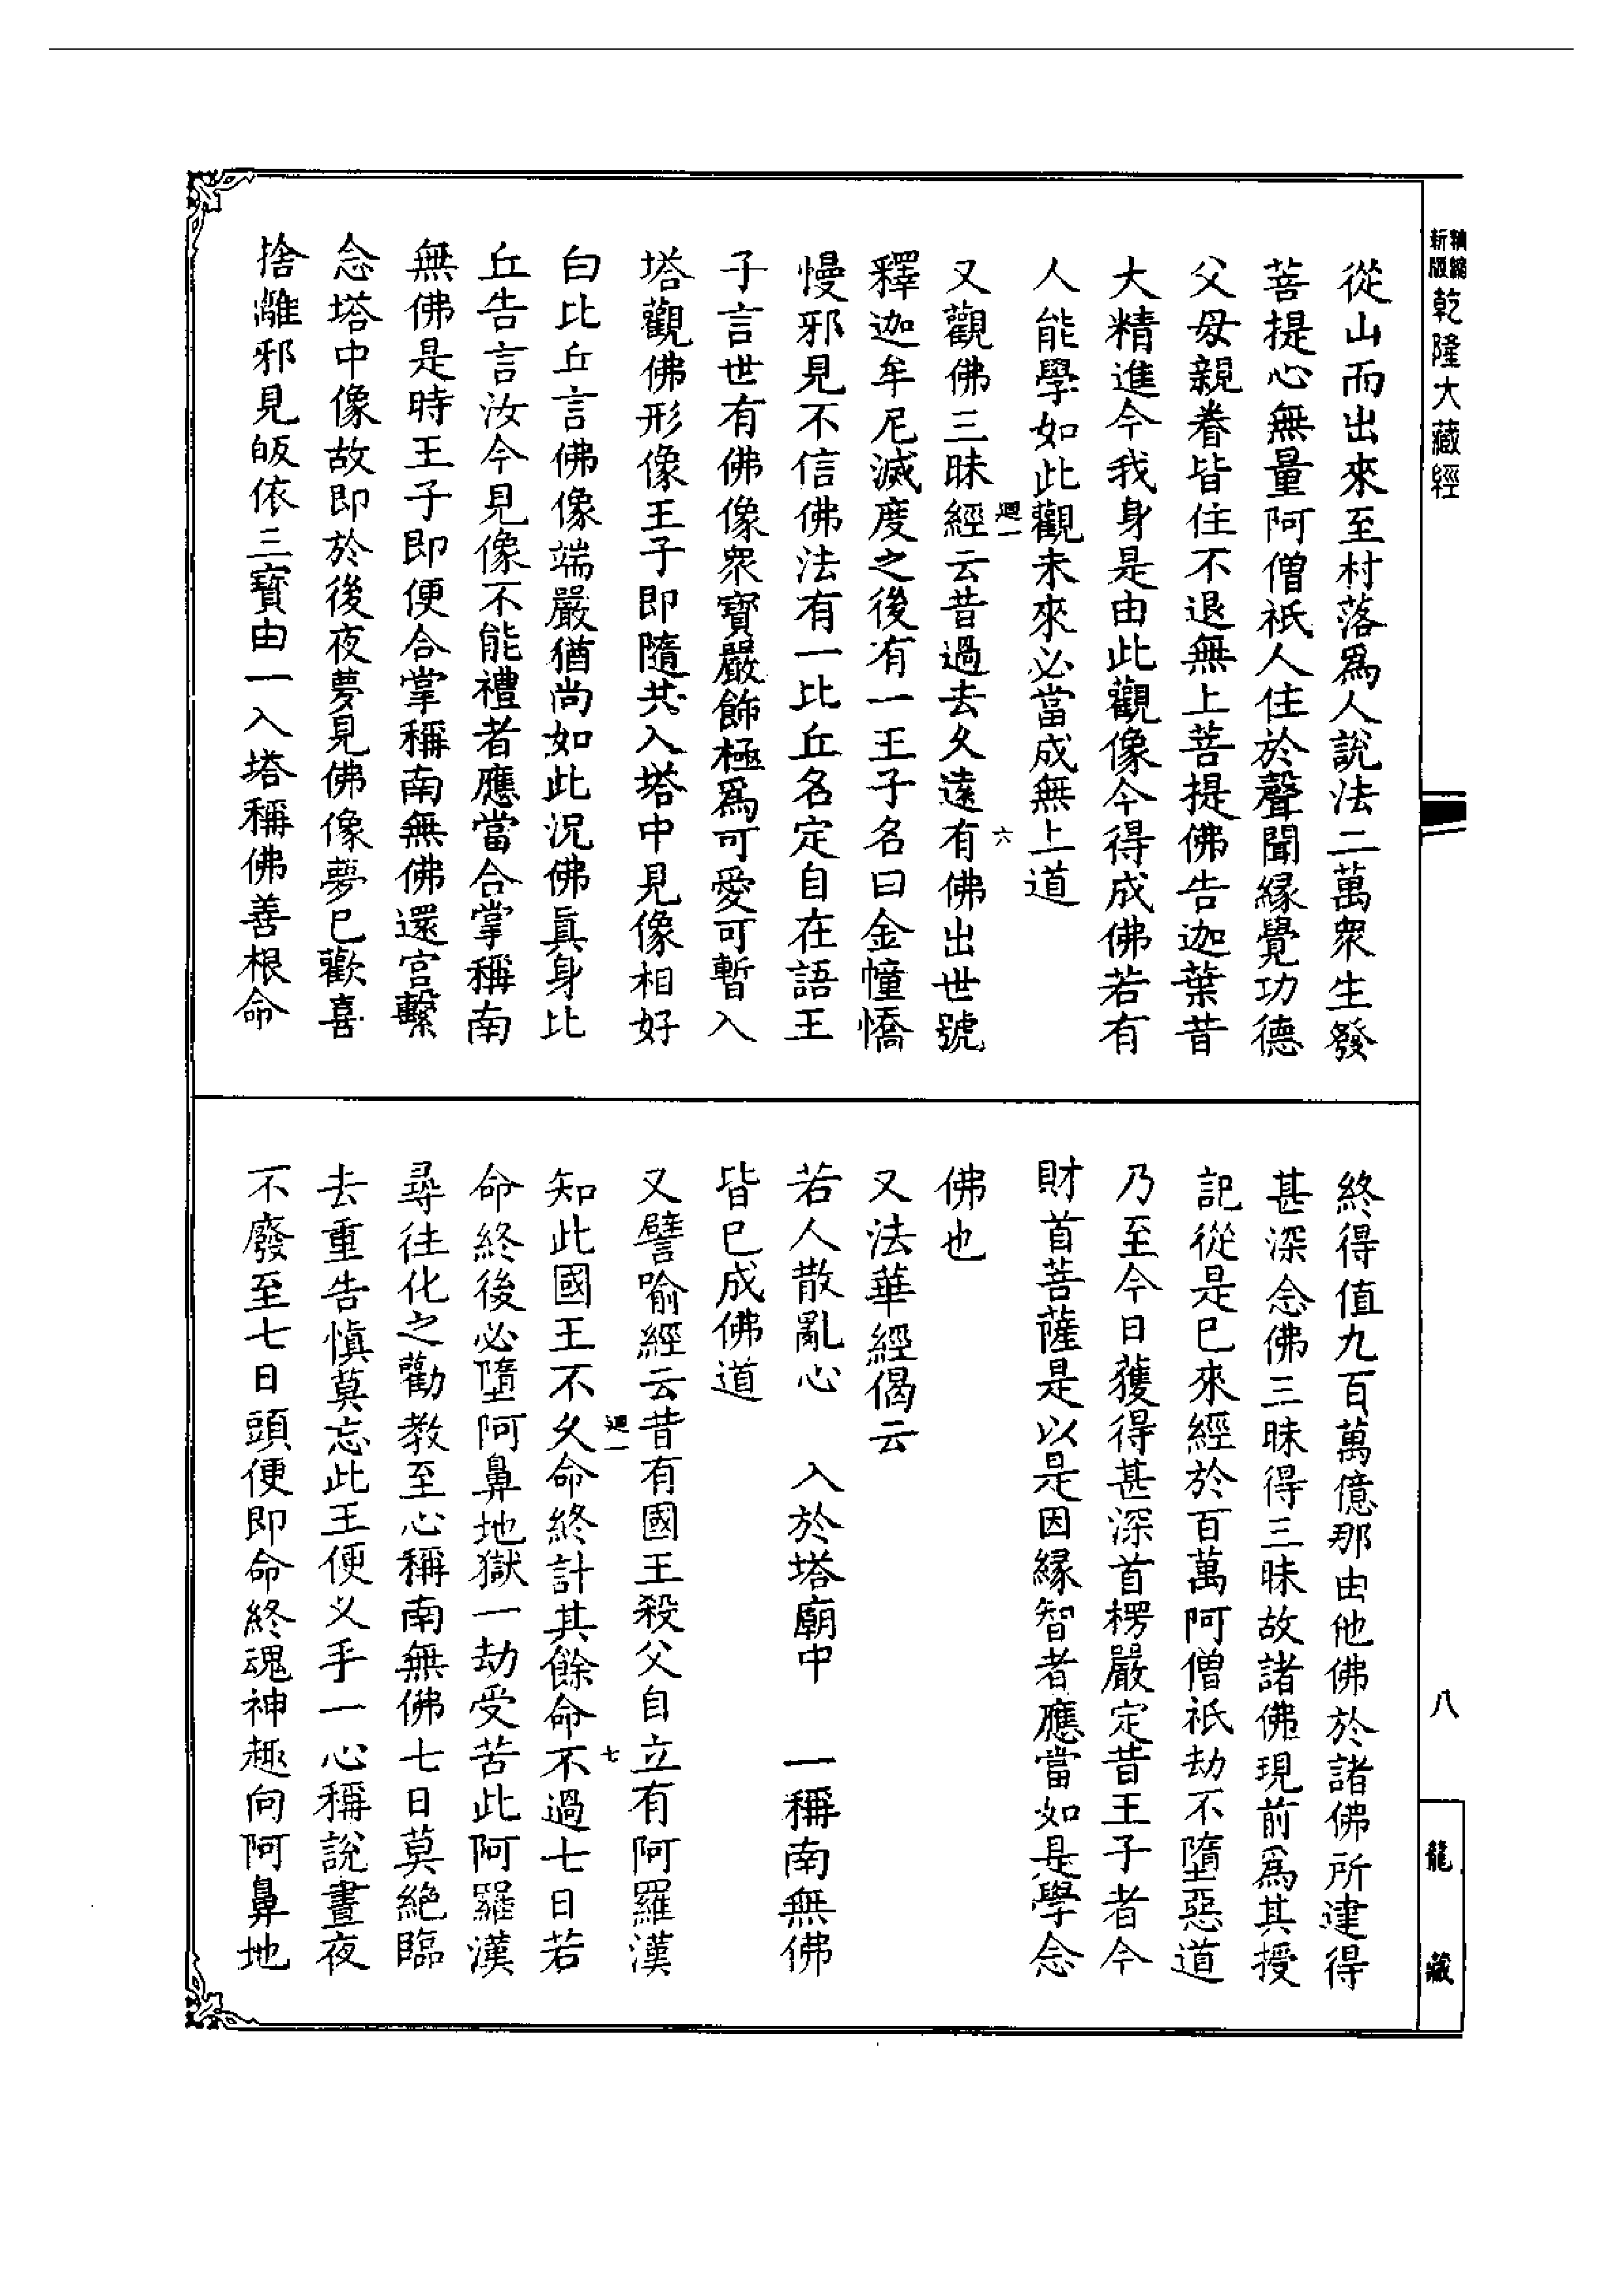 精縮新版乾隆大藏經
從山而出來至村落爲人說法二萬衆生發
菩提心無量阿僧祇人住於聲聞緣覺功德
父母親眷皆住不退無上菩提佛告迦葉昔
大精進今我身是由此觀像今得成佛若有
人能學如此觀未來必當成無上道
六
又觀佛三昧經云昔過去久遠有佛出世號
釋迦牟尼滅度之後有一王子名曰金幢憍
慢邪見不信佛法有一比丘名定自在語王
子言世有佛像衆寶嚴飾極爲可愛可暫入
塔觀佛形像王子即隨共入塔中見像相好
白比丘言佛像端嚴猶尚如此況佛眞身比
丘告言汝今見像不能禮者應當合掌稱南
無佛是時王子即便合掌稱南無佛還宮繫
念塔中像故即於後夜夢見佛像夢巳歡喜
捨離邪見皈依三寶由一入塔稱佛善根命
終得值九百萬億那由他佛於諸佛所逮得
甚深念佛三昧得三昧故諸佛現前爲其授
記從是巳來經於百萬阿僧祇劫不墮惡道
乃至今日獲得甚深首楞嚴定昔王子者今
財首菩薩是以是因緣智者應當如是學念
佛也
又法華經偈云
若人散亂心　入於塔廟中　一稱南無佛
皆巳成佛道
又譬喻經云昔有國王殺父自立有阿羅漢
七
知此國王不久命終計其餘命不過七日若
命終後必墮阿鼻地獄一劫受苦此阿羅漢
尋往化之勸教至心稱南無佛七日莫絕臨
去重告愼莫忘此王便义手一心稱說晝夜
不廢至七日頭便即命終魂神趣向阿鼻地
八
龍藏